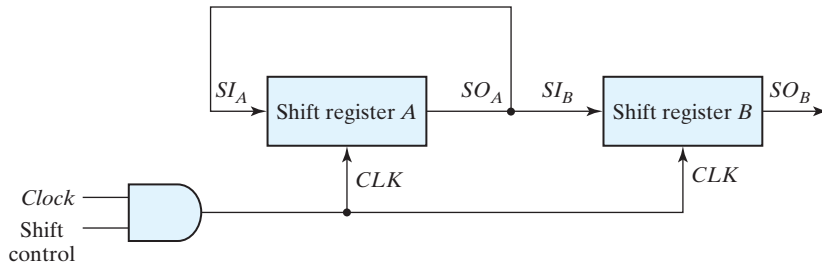 SI_A
SO_A
SI_B
SO_B
Shift register A
Shift register B
CLK
CLK
Clock
Shift
control